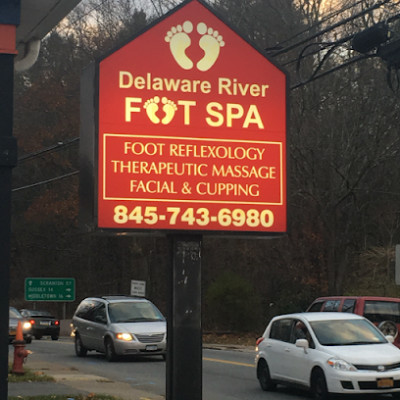 Delaware River
FOOT SPA
FOOT REFLEXOLOGY
THERAPEUTIC MASSAGE
FACIAL & CUPPING
845-743-6980